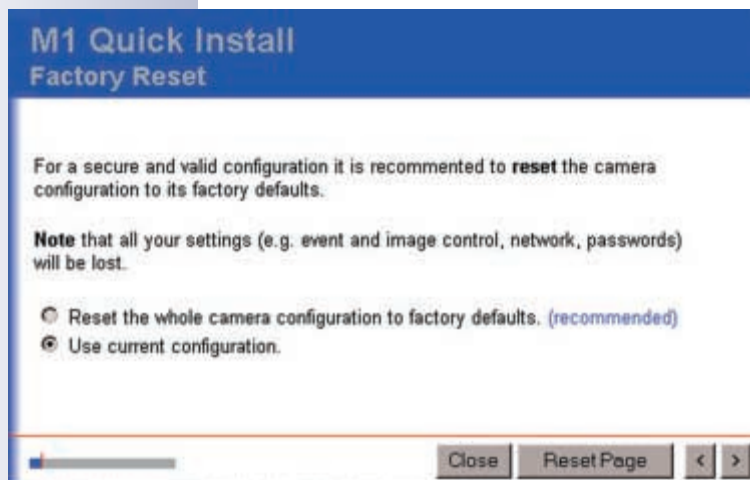 M1 Quick Install
Factory Reset
For a secure and valid configuration it is recommented to reset the camera
configuration to its factory defaults.
Note that all your settings (e.g. event and image control, network, passwords)
will be lost.
Reset the whole camera configuration to factory defaults. (recommended)
Use current configuration.
Close
Reset Page
<
>